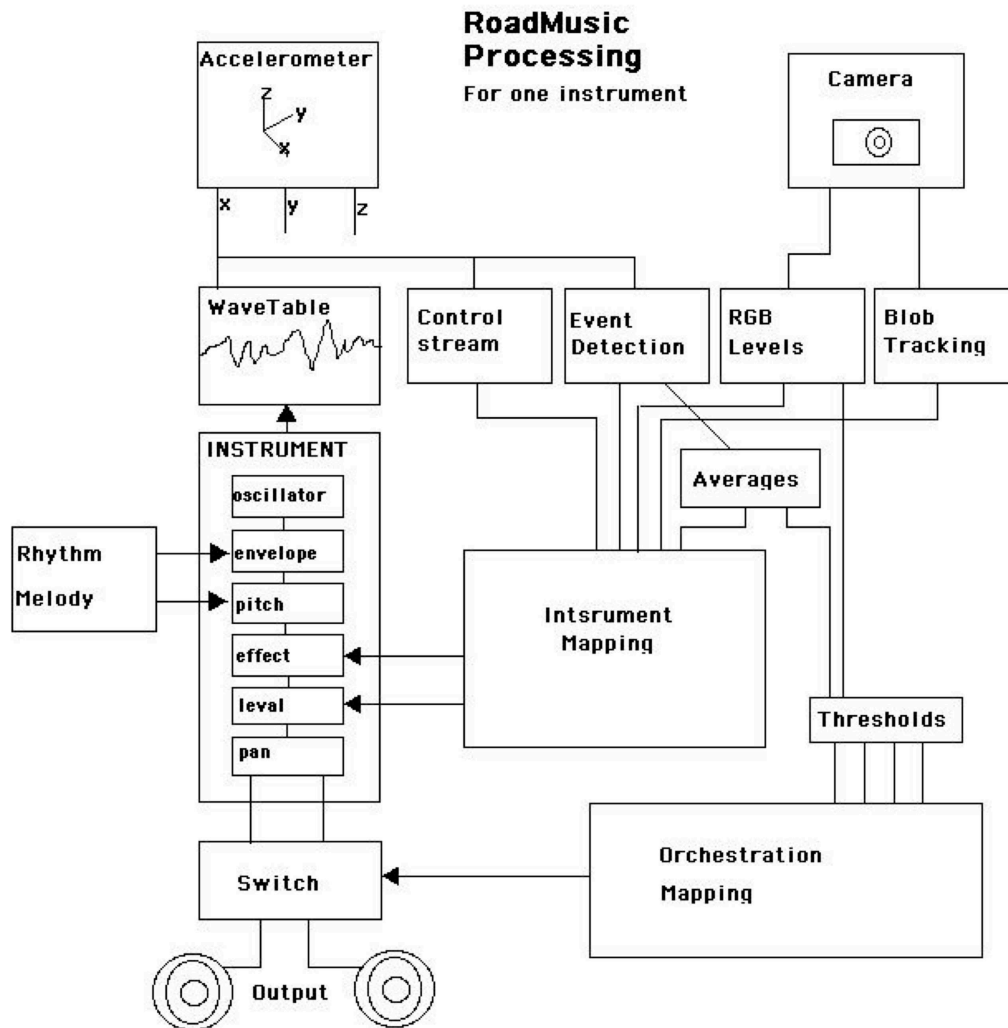 RoadMusic
Processing
For one instrument
Accelerometer
z
y
x
x
y
z
Camera
WaveTable
Control
stream
Event
Detection
RGB
Levels
Blob
Tracking
INSTRUMENT
oscillator
envelope
pitch
effect
leval
pan
Rhythm
Melody
Averages
Intsrument
Mapping
Thresholds
Orchestration
Mapping
Switch
Output